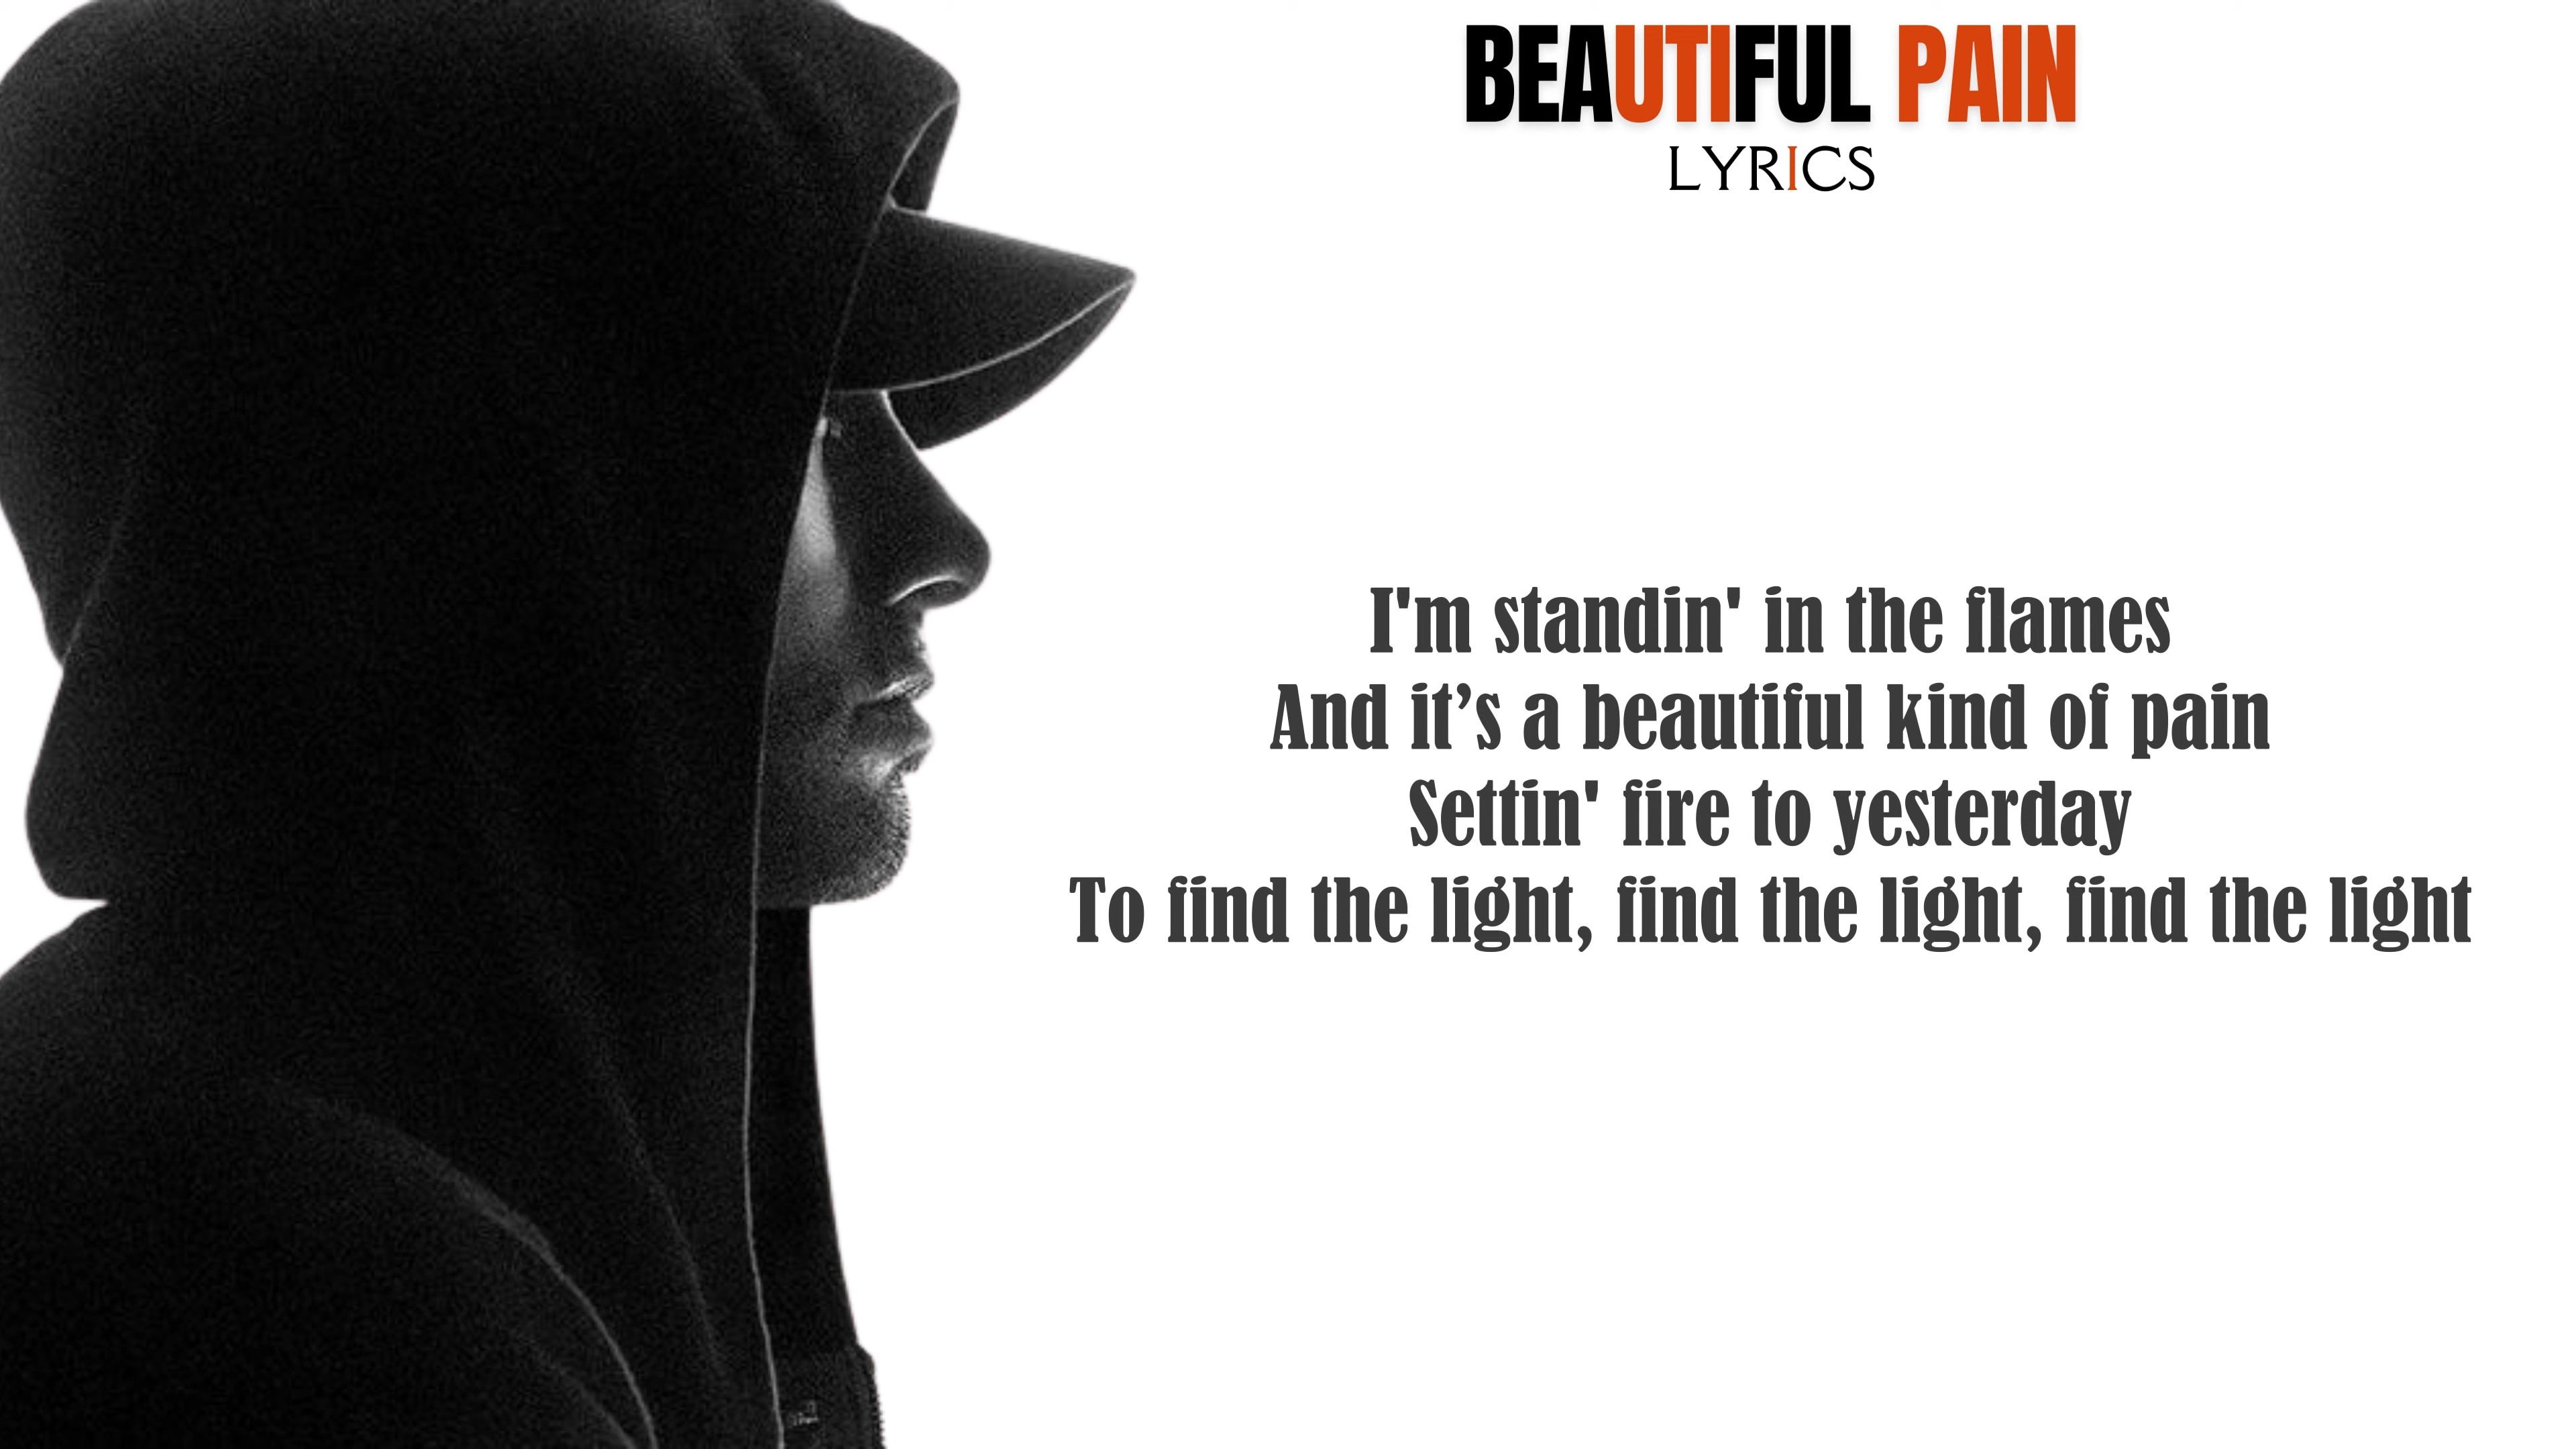 BEAUTIFUL PAIN
LYRICS
I'm standin' in the flames
And it’s a beautiful kind of pain
Settin' fire to yesterday
To find the light, find the light, find the light